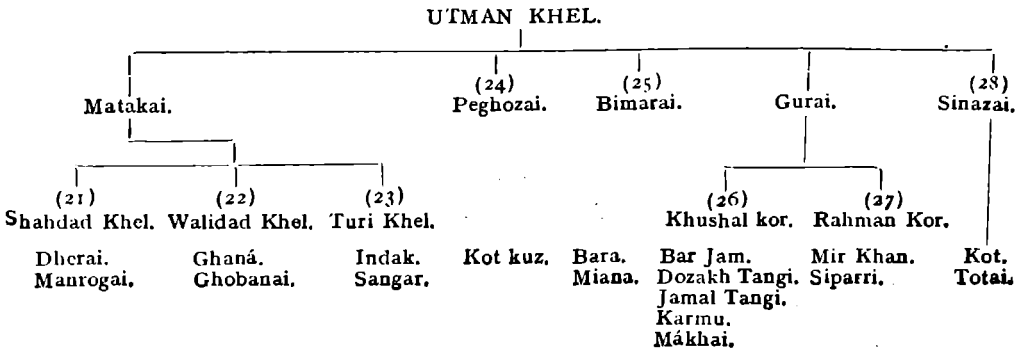 UTMAN KHEL.
(24) (25) (28)
Matakai. Peghozai. Bimarai. Gurai. Sinazai.
(21) (22) (23) (26) (27)
Shahdad Khel. Walidad Khel. Turi Khel. Khushal kor. Rahman Kor.
Dherai. Ghaná. Indak. Kot kuz. Bara. Bar Jam. Mir Khan. Kot.
Manrogai. Ghobanai. Sangar. Miana. Dozakh Tangi. Siparri. Totai.
Jamal Tangi.
Karmu.
Mákhai.